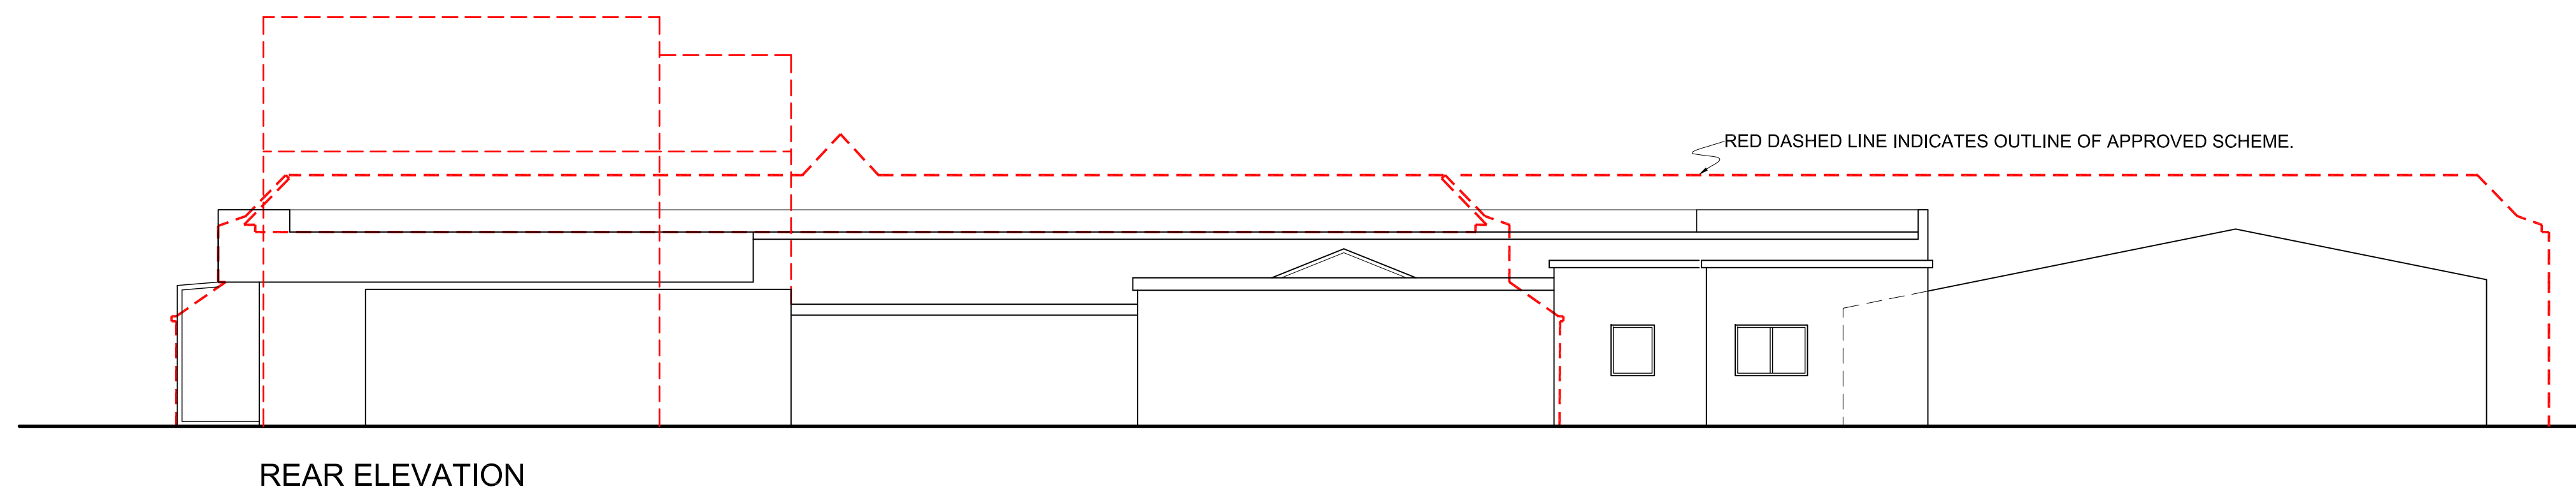 RED DASHED LINE INDICATES OUTLINE OF APPROVED SCHEME.
REAR ELEVATION